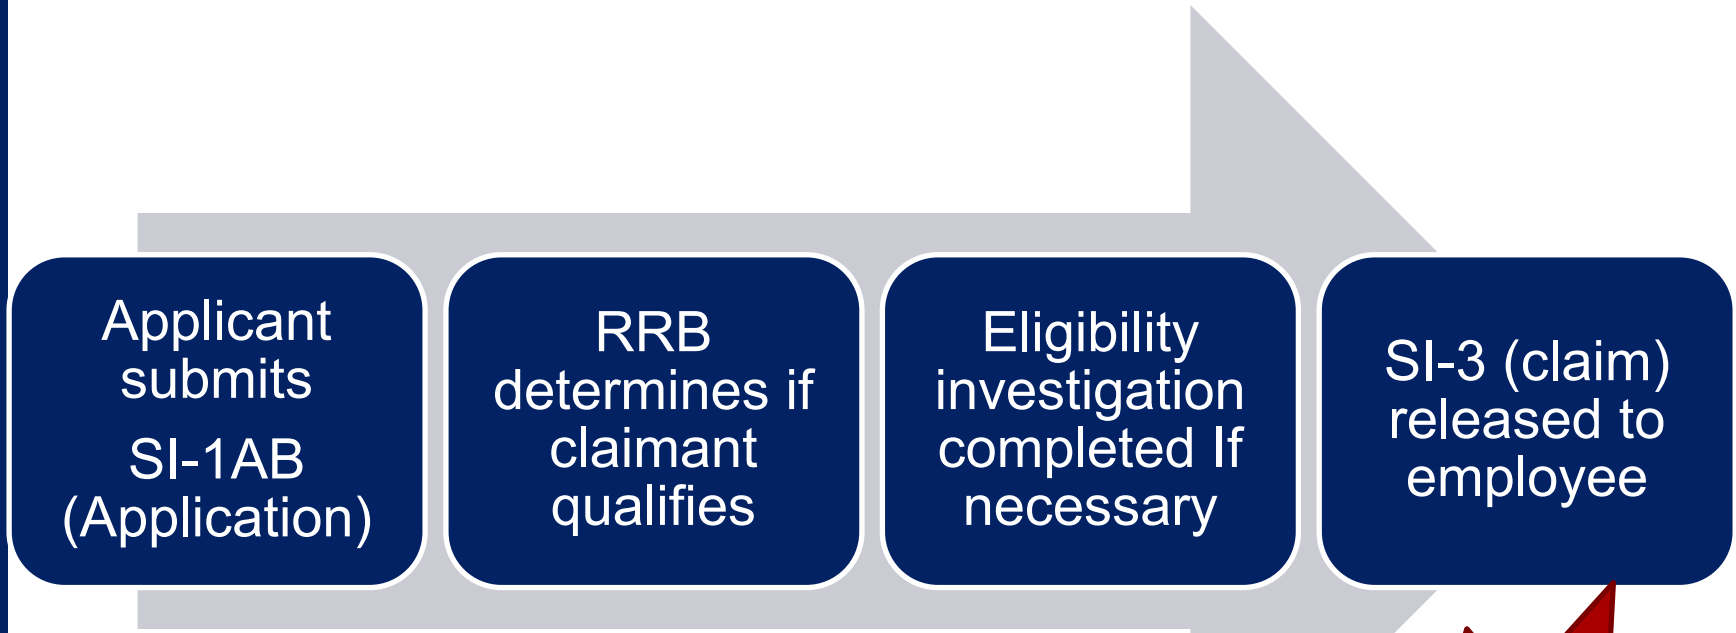 Applicant
submits
SI-1AB
(Application)
RRB
determines if
claimant
qualifies
Eligibility
investigation
completed If
necessary
SI-3 (claim)
released to
employee